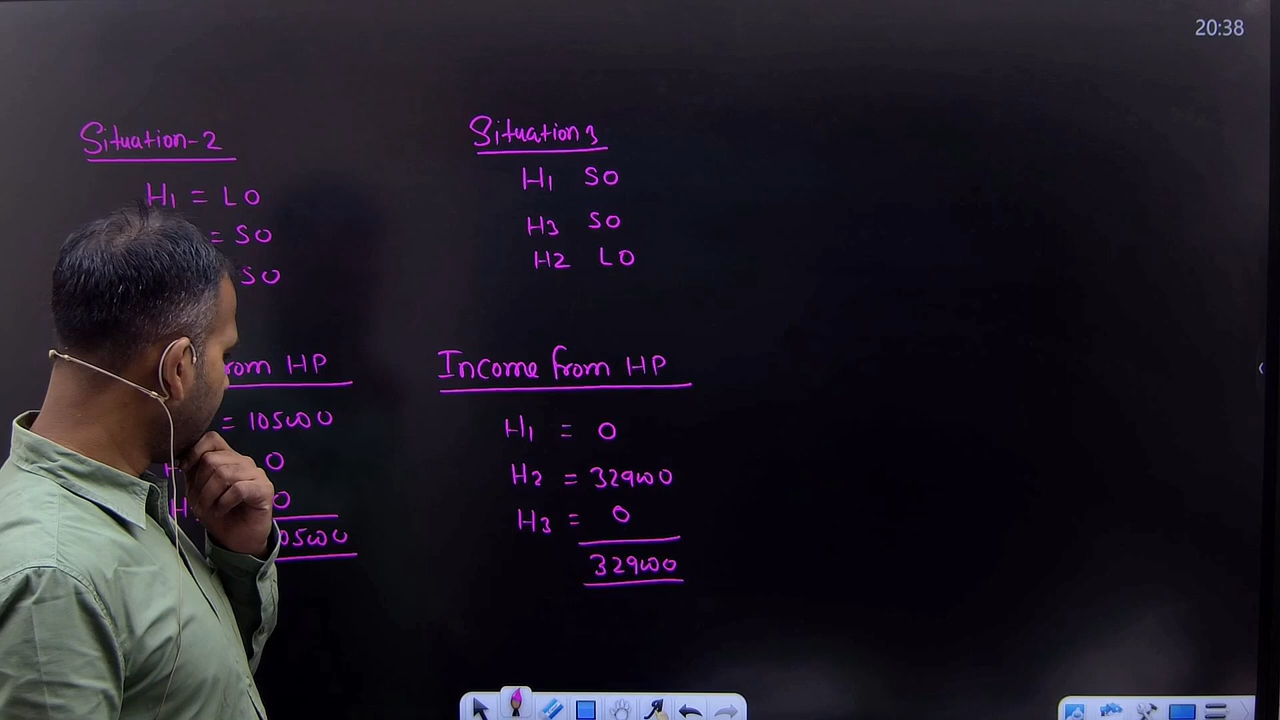 20:38
Situation-2
H1 = LO
= SO
SO
rom HP
= 105000
0
0
05000
Situation 3
H1 SO
H3 SO
H2 LO
Income from HP
H1 = 0
H2 = 329000
H3 = 0
329000